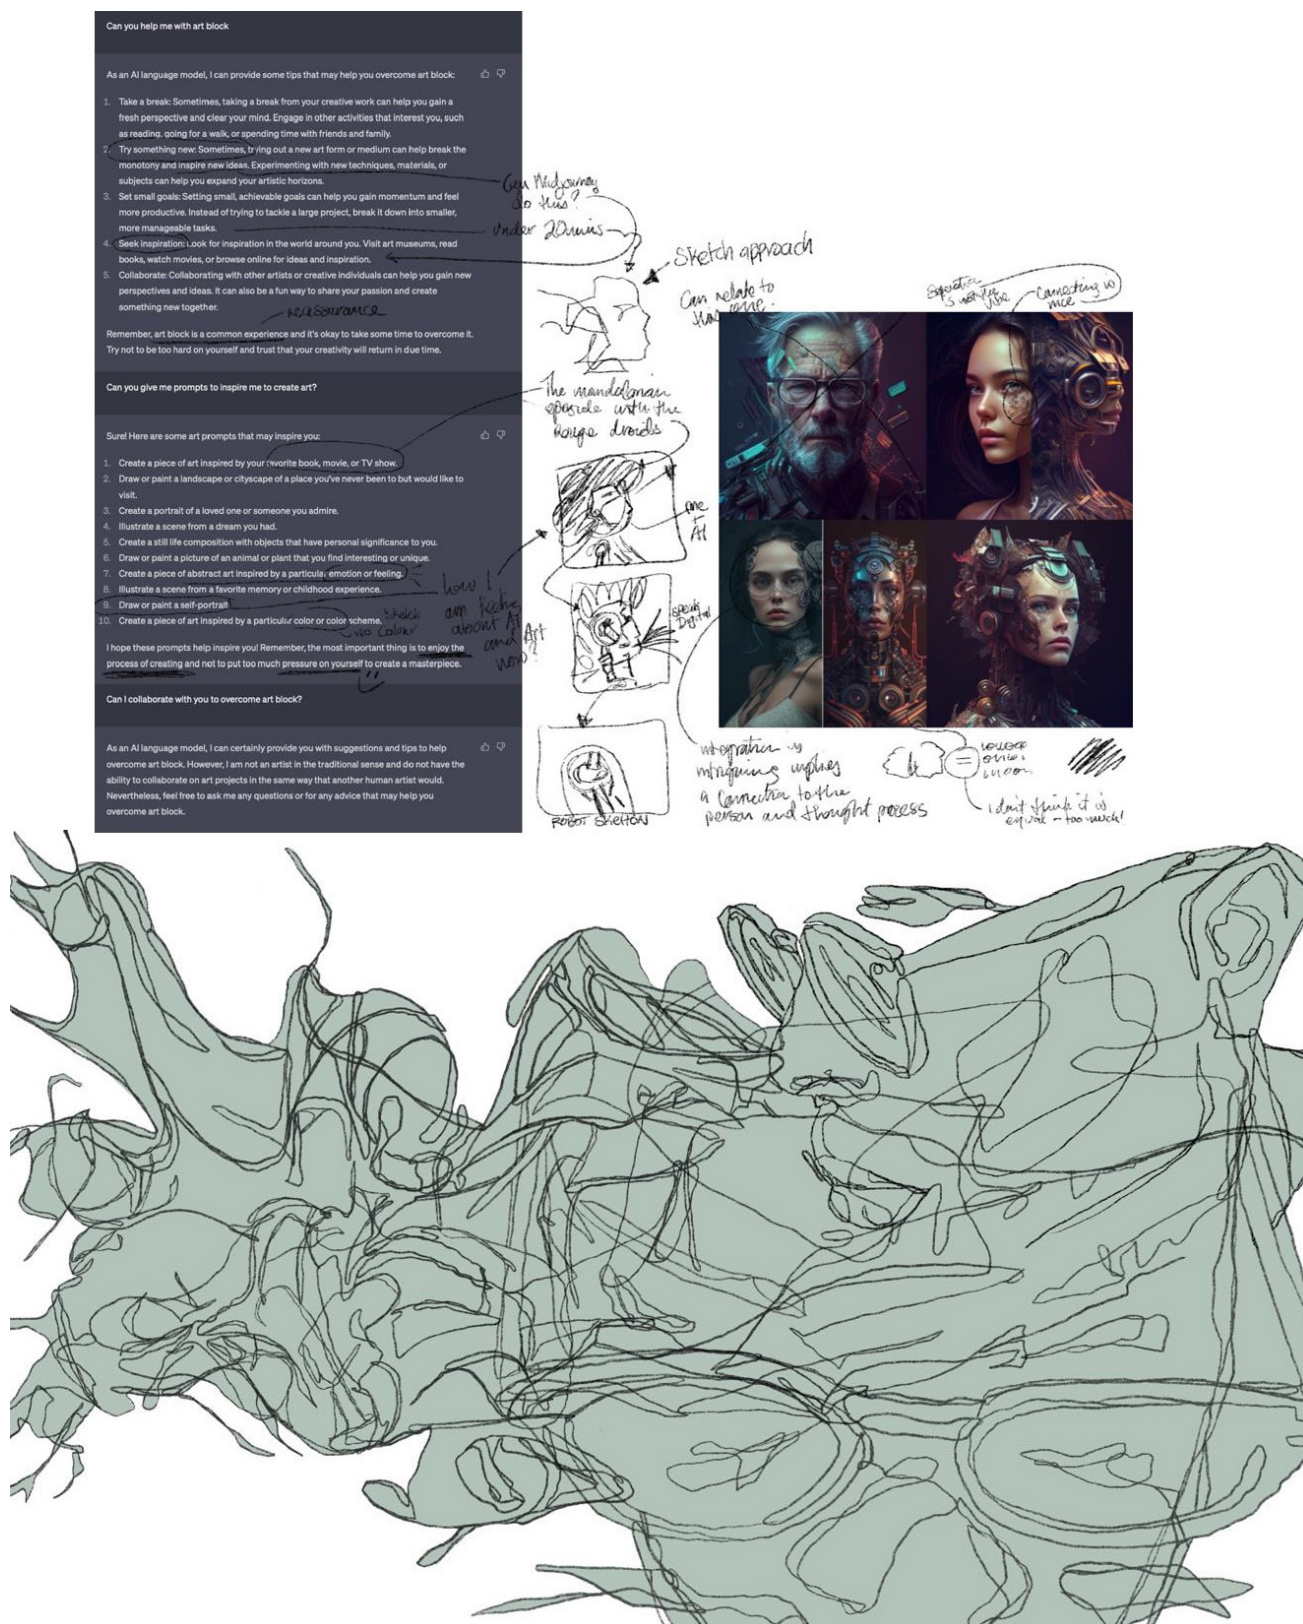 Can you help me with art block
As an AI language model, I can provide some tips that may help you overcome art block:
1. Take a break: Sometimes, taking a break from your creative work can help you gain a
fresh perspective and clear your mind. Engage in other activities that interest you, such
as reading, going for a walk, or spending time with friends and family.
2. Try something new: Sometimes, trying out a new art form or medium can help break the
monotony and inspire new ideas. Experimenting with new techniques, materials, or
subjects can help you expand your artistic horizons.
3. Set small goals: Setting small, achievable goals can help you gain momentum and feel
more productive. Instead of trying to tackle a large project, break it down into smaller,
more manageable tasks.
4. Seek inspiration: Look for inspiration in the world around you. Visit art museums, read
books, watch movies, or browse online for ideas and inspiration.
5. Collaborate: Collaborating with other artists or creative individuals can help you gain new
perspectives and ideas. It can also be a fun way to share your passion and create
something new together.
reassurance
Remember, art block is a common experience and it's okay to take some time to overcome it.
Try not to be too hard on yourself and trust that your creativity will return in due time.
Can you give me prompts to inspire me to create art?
Sure! Here are some art prompts that may inspire you:
1. Create a piece of art inspired by your favorite book, movie, or TV show.
2. Draw or paint a landscape or cityscape of a place you've never been to but would like to
visit.
3. Create a portrait of a loved one or someone you admire.
4. Illustrate a scene from a dream you had.
5. Create a still life composition with objects that have personal significance to you.
6. Draw or paint a picture of an animal or plant that you find interesting or unique.
7. Create a piece of abstract art inspired by a particular emotion or feeling.
8. Illustrate a scene from a favorite memory or childhood experience.
9. Draw or paint a self-portrait
10. Create a piece of art inspired by a particular color or color scheme.
Sketch
no colour
I hope these prompts help inspire you! Remember, the most important thing is to enjoy the
process of creating and not to put too much pressure on yourself to create a masterpiece.
Can I collaborate with you to overcome art block?
As an AI language model, I can certainly provide you with suggestions and tips to help
overcome art block. However, I am not an artist in the traditional sense and do not have the
ability to collaborate on art projects in the same way that another human artist would.
Nevertheless, feel free to ask me any questions or for any advice that may help you
overcome art block.
Can Midjourney
do this?
Under 20mins
Sketch approach
Can relate to
this one.
Connecting is
nice
The mandalorian
episode with the
droids
me
+
AI
how I
am feeling
about AI
and Art
now?
Digital
ROBOT SKELTON
integration is
intriguing implies
a connection to the
person and thought process
I don't think it is
equal - too much!